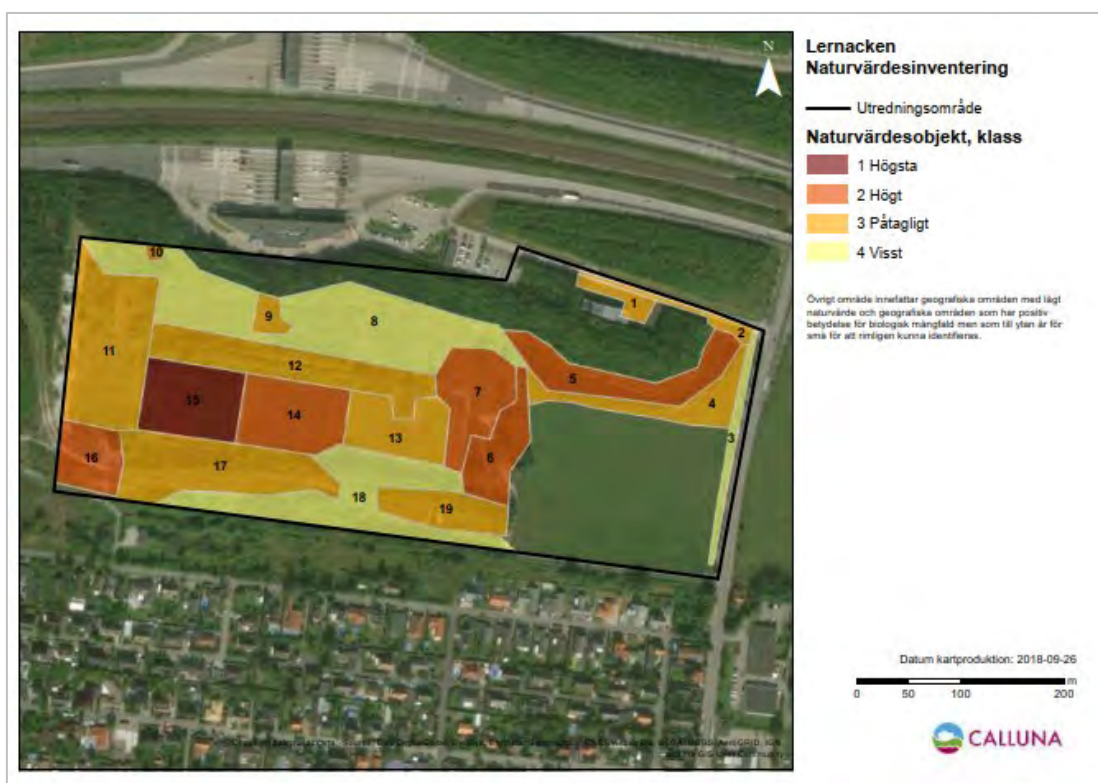 Lernacken
Naturvärdesinventering
N
Utredningsområde
Naturvärdesobjekt, klass
1 Högsta
2 Högt
3 Påtagligt
4 Visst
Övrigt område innefattar geografiska områden med lågt
naturvärde och geografiska områden som har positiv
betydelse för biologisk mångfald men som till ytan är för
små för att rimligen kunna identifieras.
10
1
2
9
8
11
12
5
7
4
15
14
13
3
16
17
6
18
19
Datum kartproduktion: 2018-09-26
m
0 50 100 200
CALLUNA